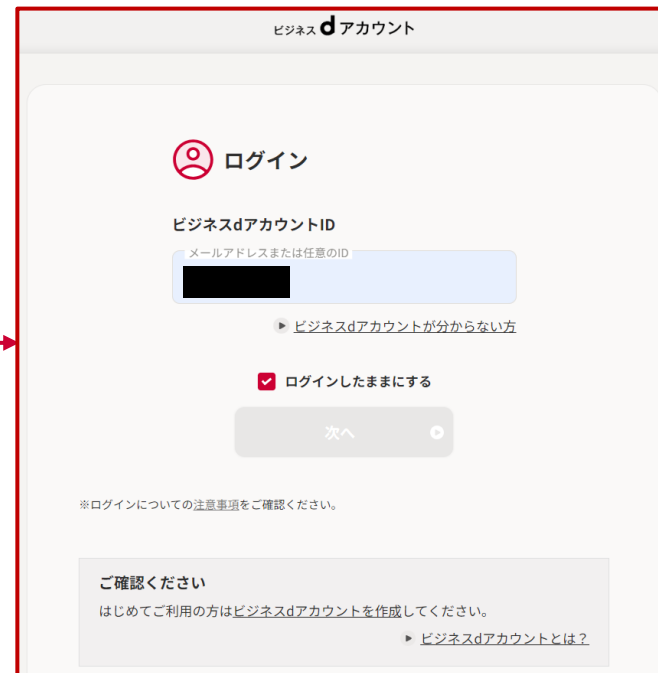 ビジネス d アカウント
ログイン
ビジネスdアカウントID
メールアドレスまたは任意のID
ビジネスdアカウントが分からない方
ログインしたままにする
次へ
※ログインについての注意事項をご確認ください。
ご確認ください
はじめてご利用の方はビジネスdアカウントを作成してください。
ビジネスdアカウントとは？